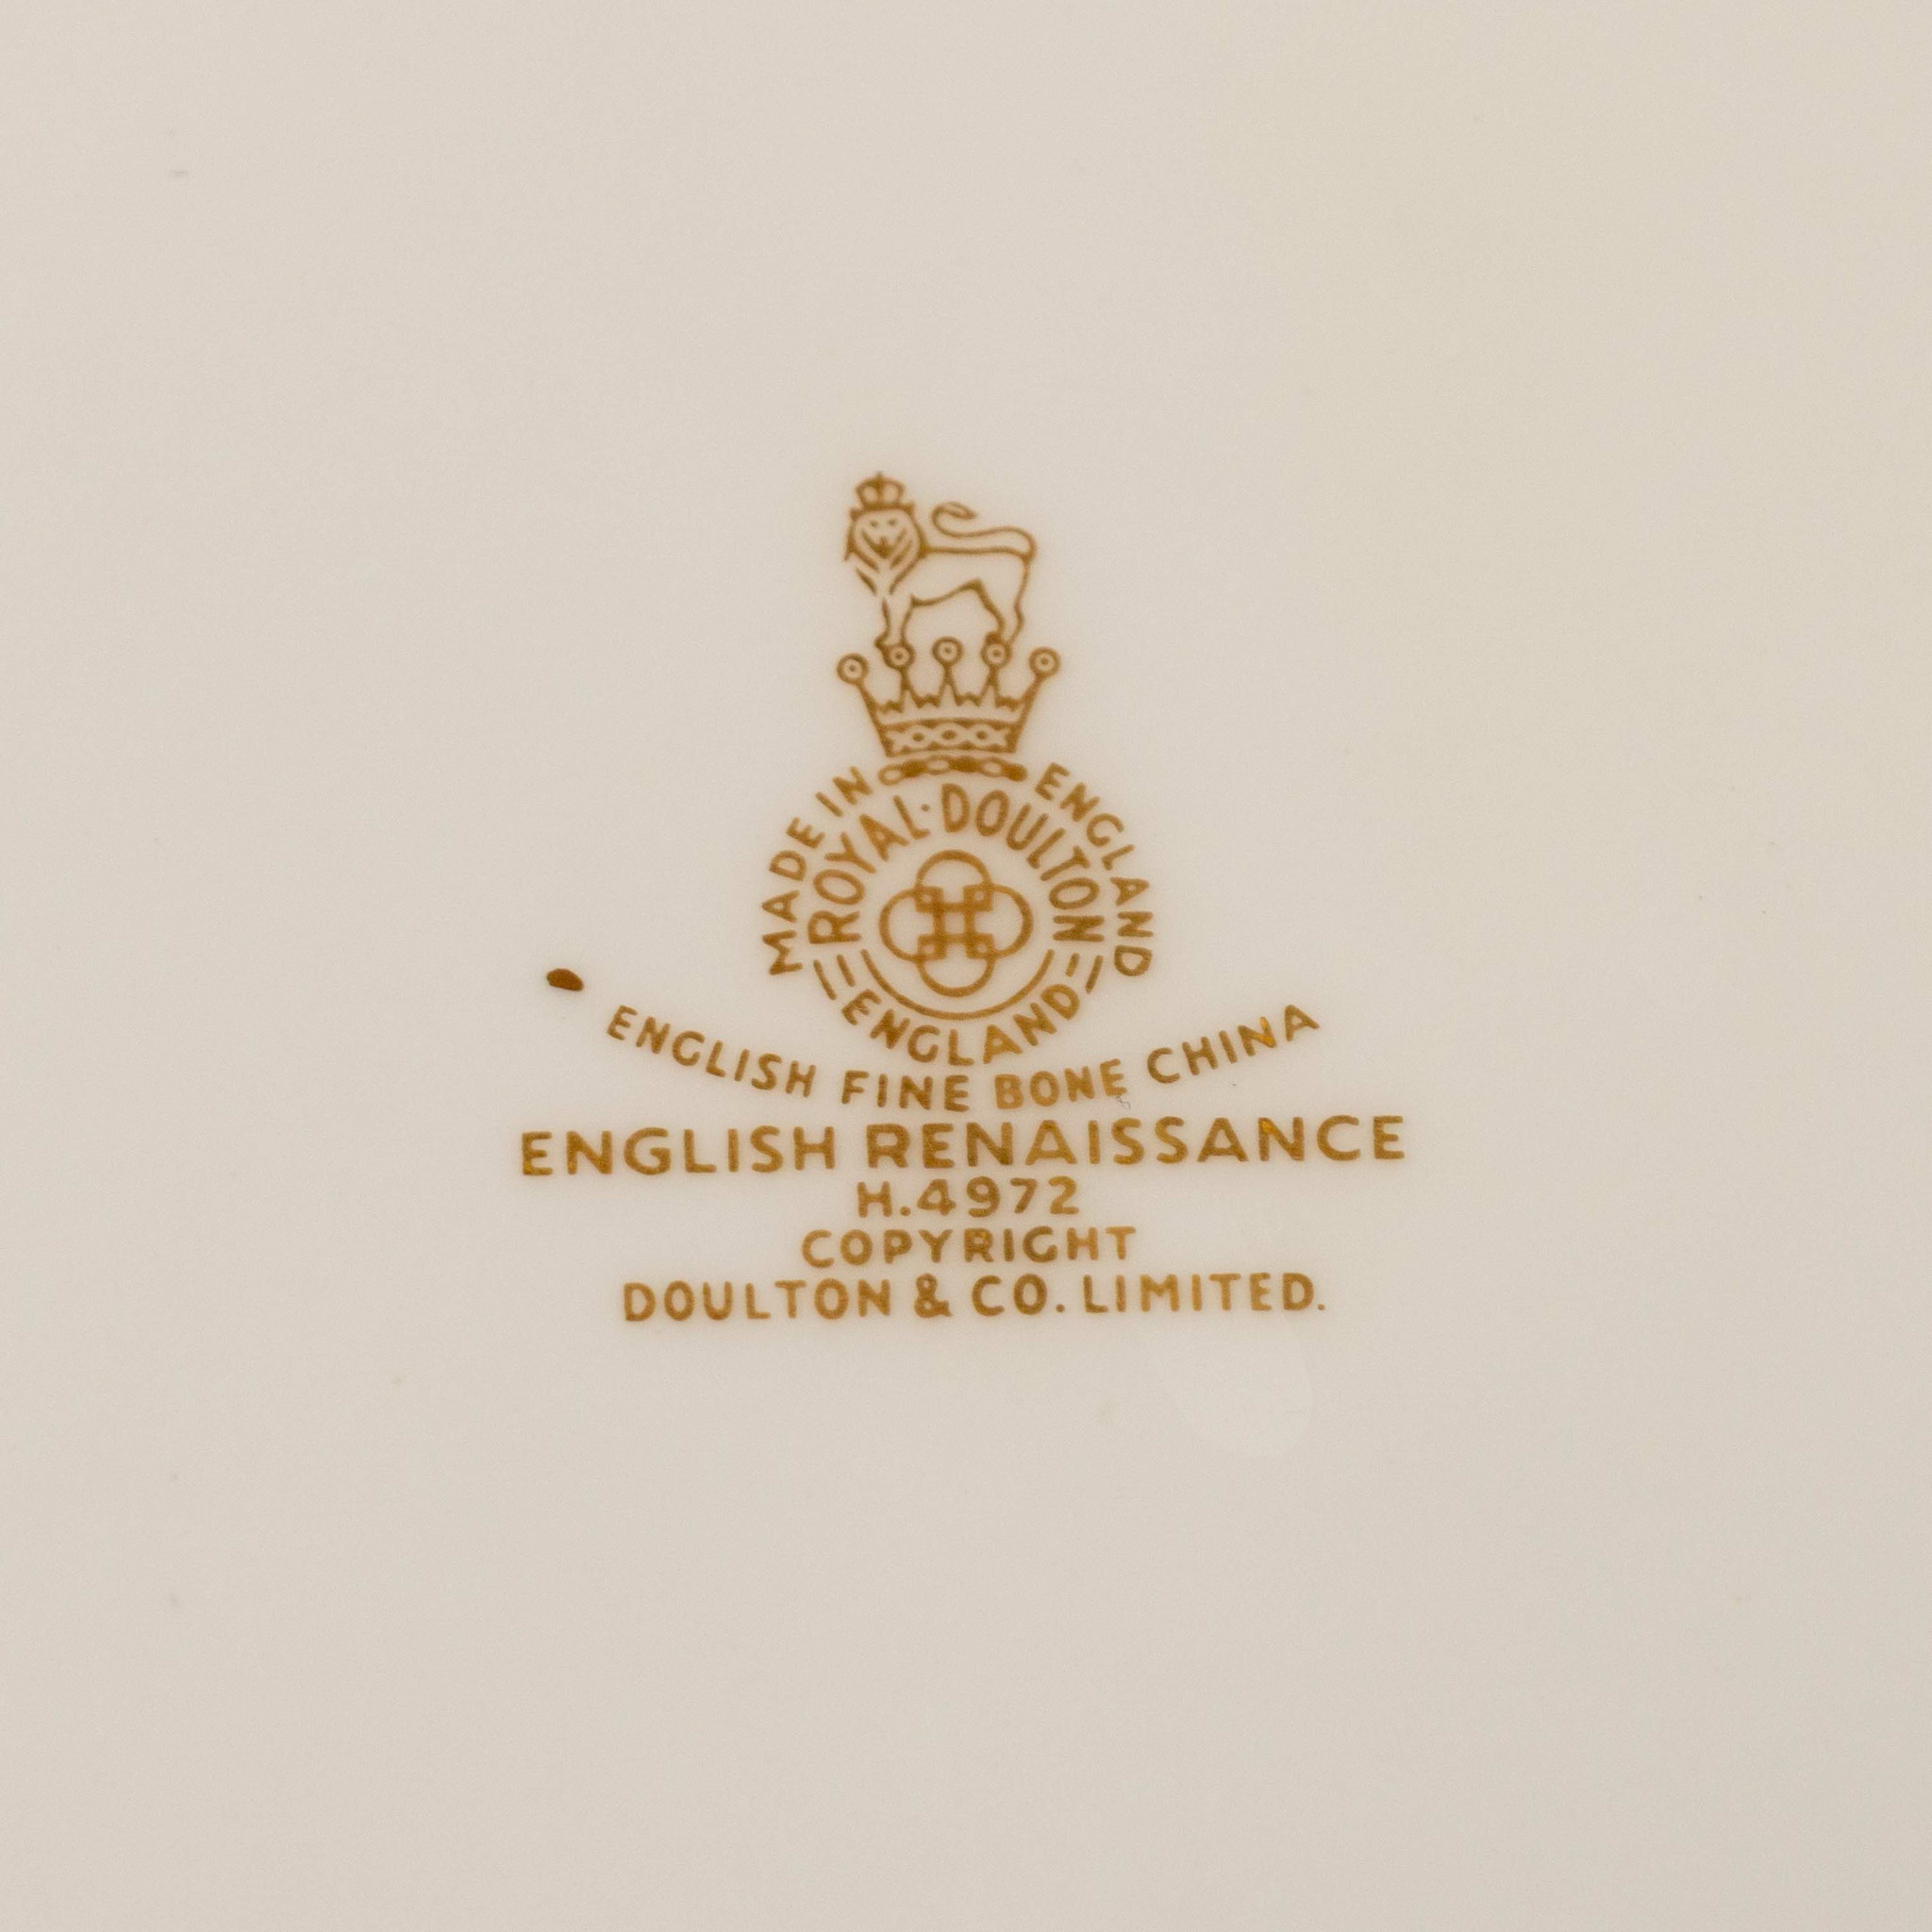 MADE IN ENGLAND
ROYAL·DOULTON
ENGLAND
ENGLISH FINE BONE CHINA
ENGLISH RENAISSANCE
H.4972
COPYRIGHT
DOULTON & CO. LIMITED.